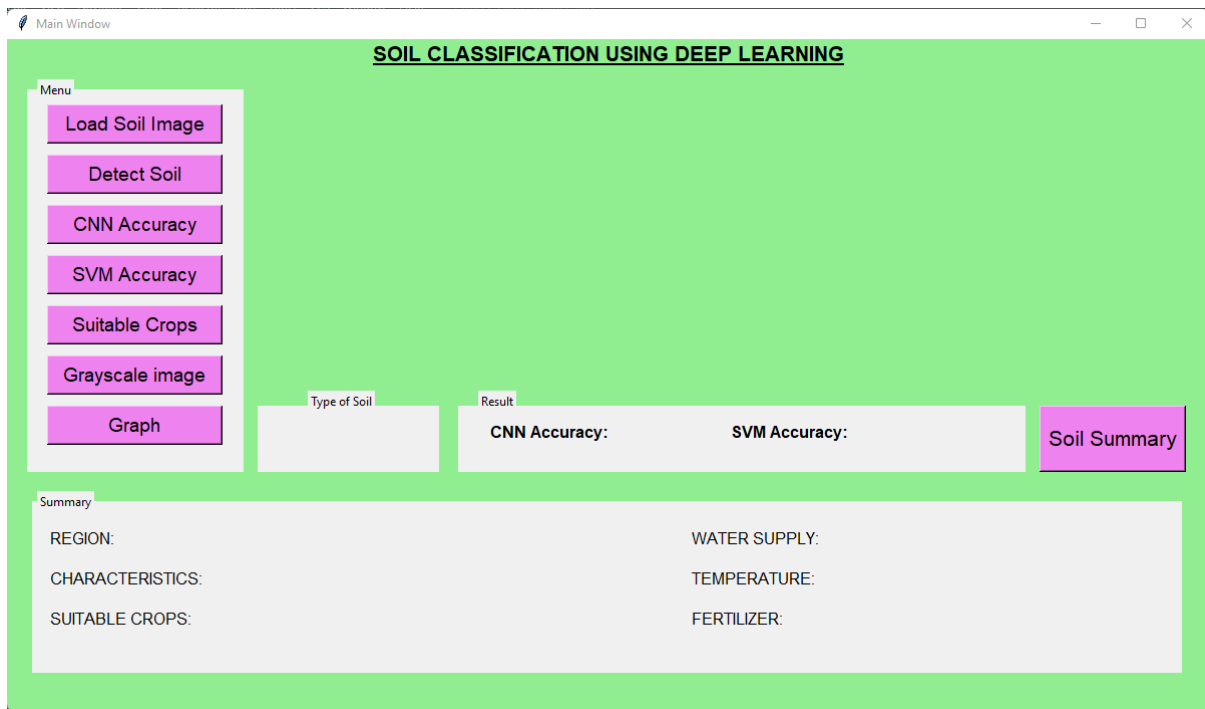 Main Window
SOIL CLASSIFICATION USING DEEP LEARNING
Menu
Load Soil Image
Detect Soil
CNN Accuracy
SVM Accuracy
Suitable Crops
Grayscale image
Graph
Type of Soil
Result
CNN Accuracy: SVM Accuracy:
Soil Summary
Summary
REGION: WATER SUPPLY:
CHARACTERISTICS: TEMPERATURE:
SUITABLE CROPS: FERTILIZER: